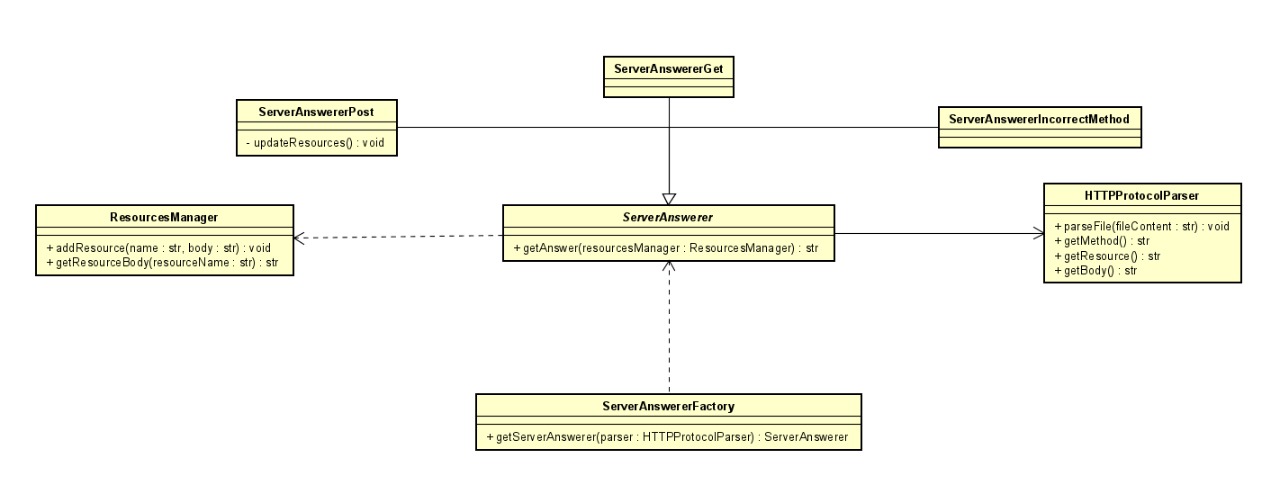 ServerAnswererGet
ServerAnswererPost
- updateResources() : void
ServerAnswererIncorrectMethod
ResourcesManager
+ addResource(name : str, body : str) : void
+ getResourceBody(resourceName : str) : str
ServerAnswerer
+ getAnswer(resourcesManager : ResourcesManager) : str
HTTPProtocolParser
+ parseFile(fileContent : str) : void
+ getMethod() : str
+ getResource() : str
+ getBody() : str
ServerAnswererFactory
+ getServerAnswerer(parser : HTTPProtocolParser) : ServerAnswerer